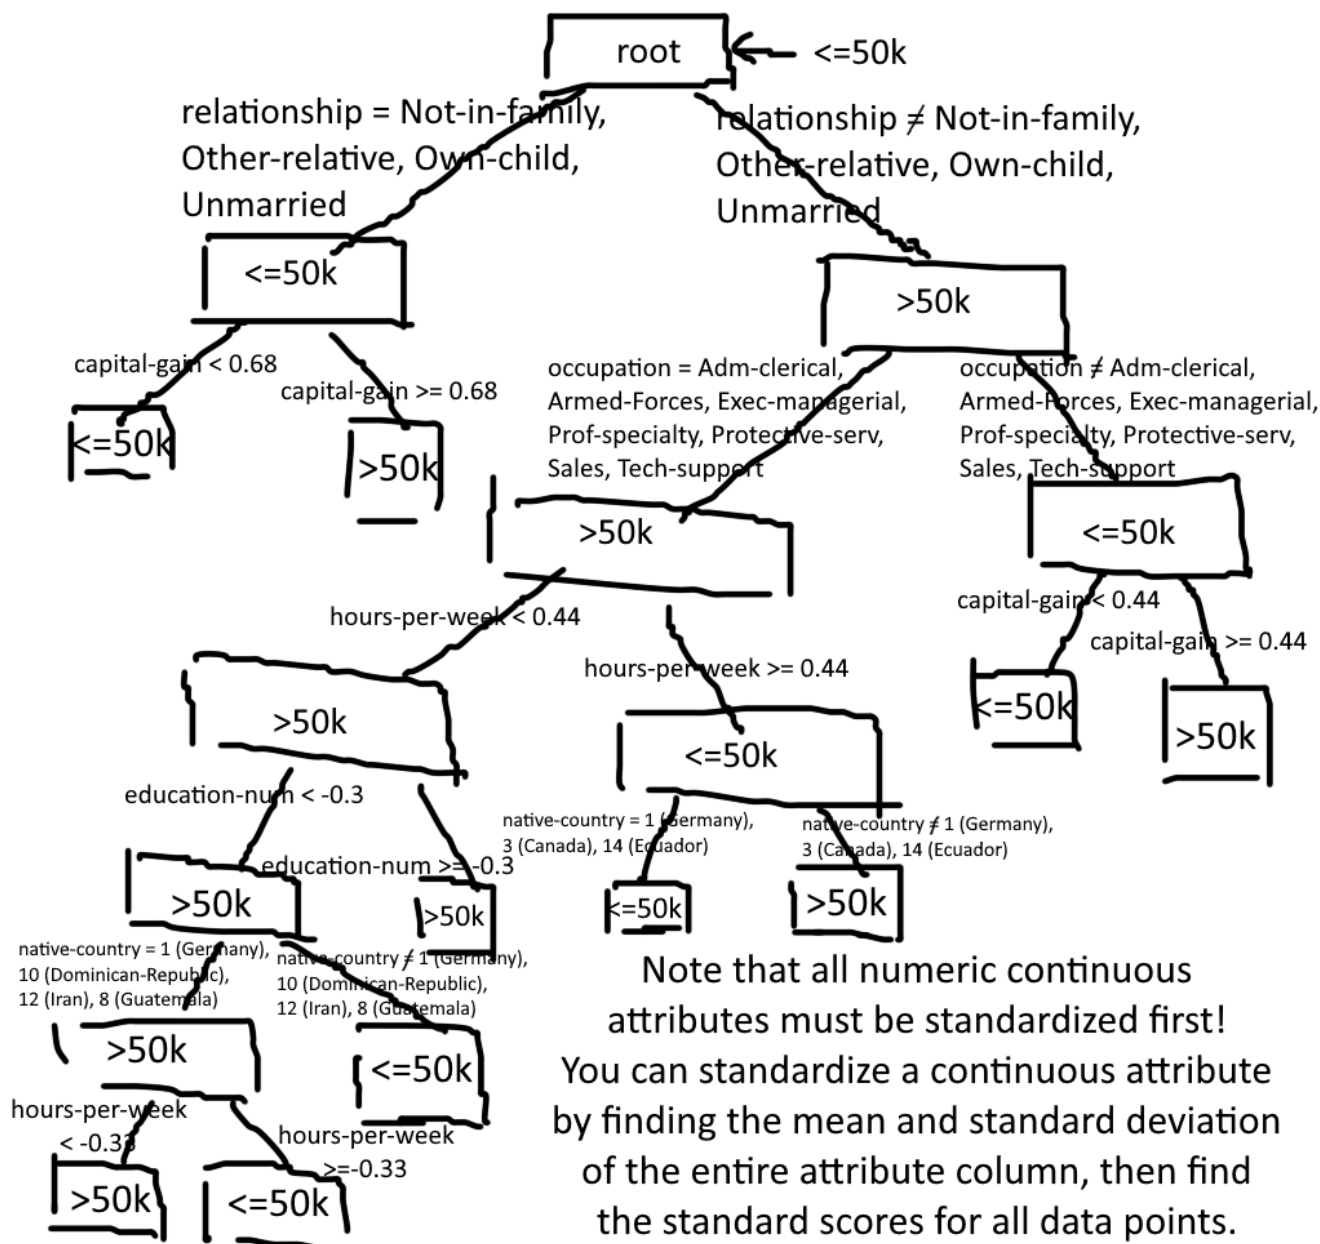 root
<=50k
relationship = Not-in-family,
Other-relative, Own-child,
Unmarried
relationship ≠ Not-in-family,
Other-relative, Own-child,
Unmarried
<=50k
>50k
capital-gain < 0.68
capital-gain >= 0.68
<=50k
>50k
occupation = Adm-clerical,
Armed-Forces, Exec-managerial,
Prof-specialty, Protective-serv,
Sales, Tech-support
occupation ≠ Adm-clerical,
Armed-Forces, Exec-managerial,
Prof-specialty, Protective-serv,
Sales, Tech-support
>50k
<=50k
hours-per-week < 0.44
hours-per-week >= 0.44
capital-gain < 0.44
capital-gain >= 0.44
>50k
<=50k
<=50k
>50k
education-num < -0.3
education-num >= -0.3
native-country = 1 (Germany),
3 (Canada), 14 (Ecuador)
native-country ≠ 1 (Germany),
3 (Canada), 14 (Ecuador)
>50k
>50k
<=50k
>50k
native-country = 1 (Germany),
10 (Dominican-Republic),
12 (Iran), 8 (Guatemala)
native-country ≠ 1 (Germany),
10 (Dominican-Republic),
12 (Iran), 8 (Guatemala)
>50k
<=50k
hours-per-week
< -0.33
hours-per-week
>=-0.33
>50k
<=50k
Note that all numeric continuous
attributes must be standardized first!
You can standardize a continuous attribute
by finding the mean and standard deviation
of the entire attribute column, then find
the standard scores for all data points.